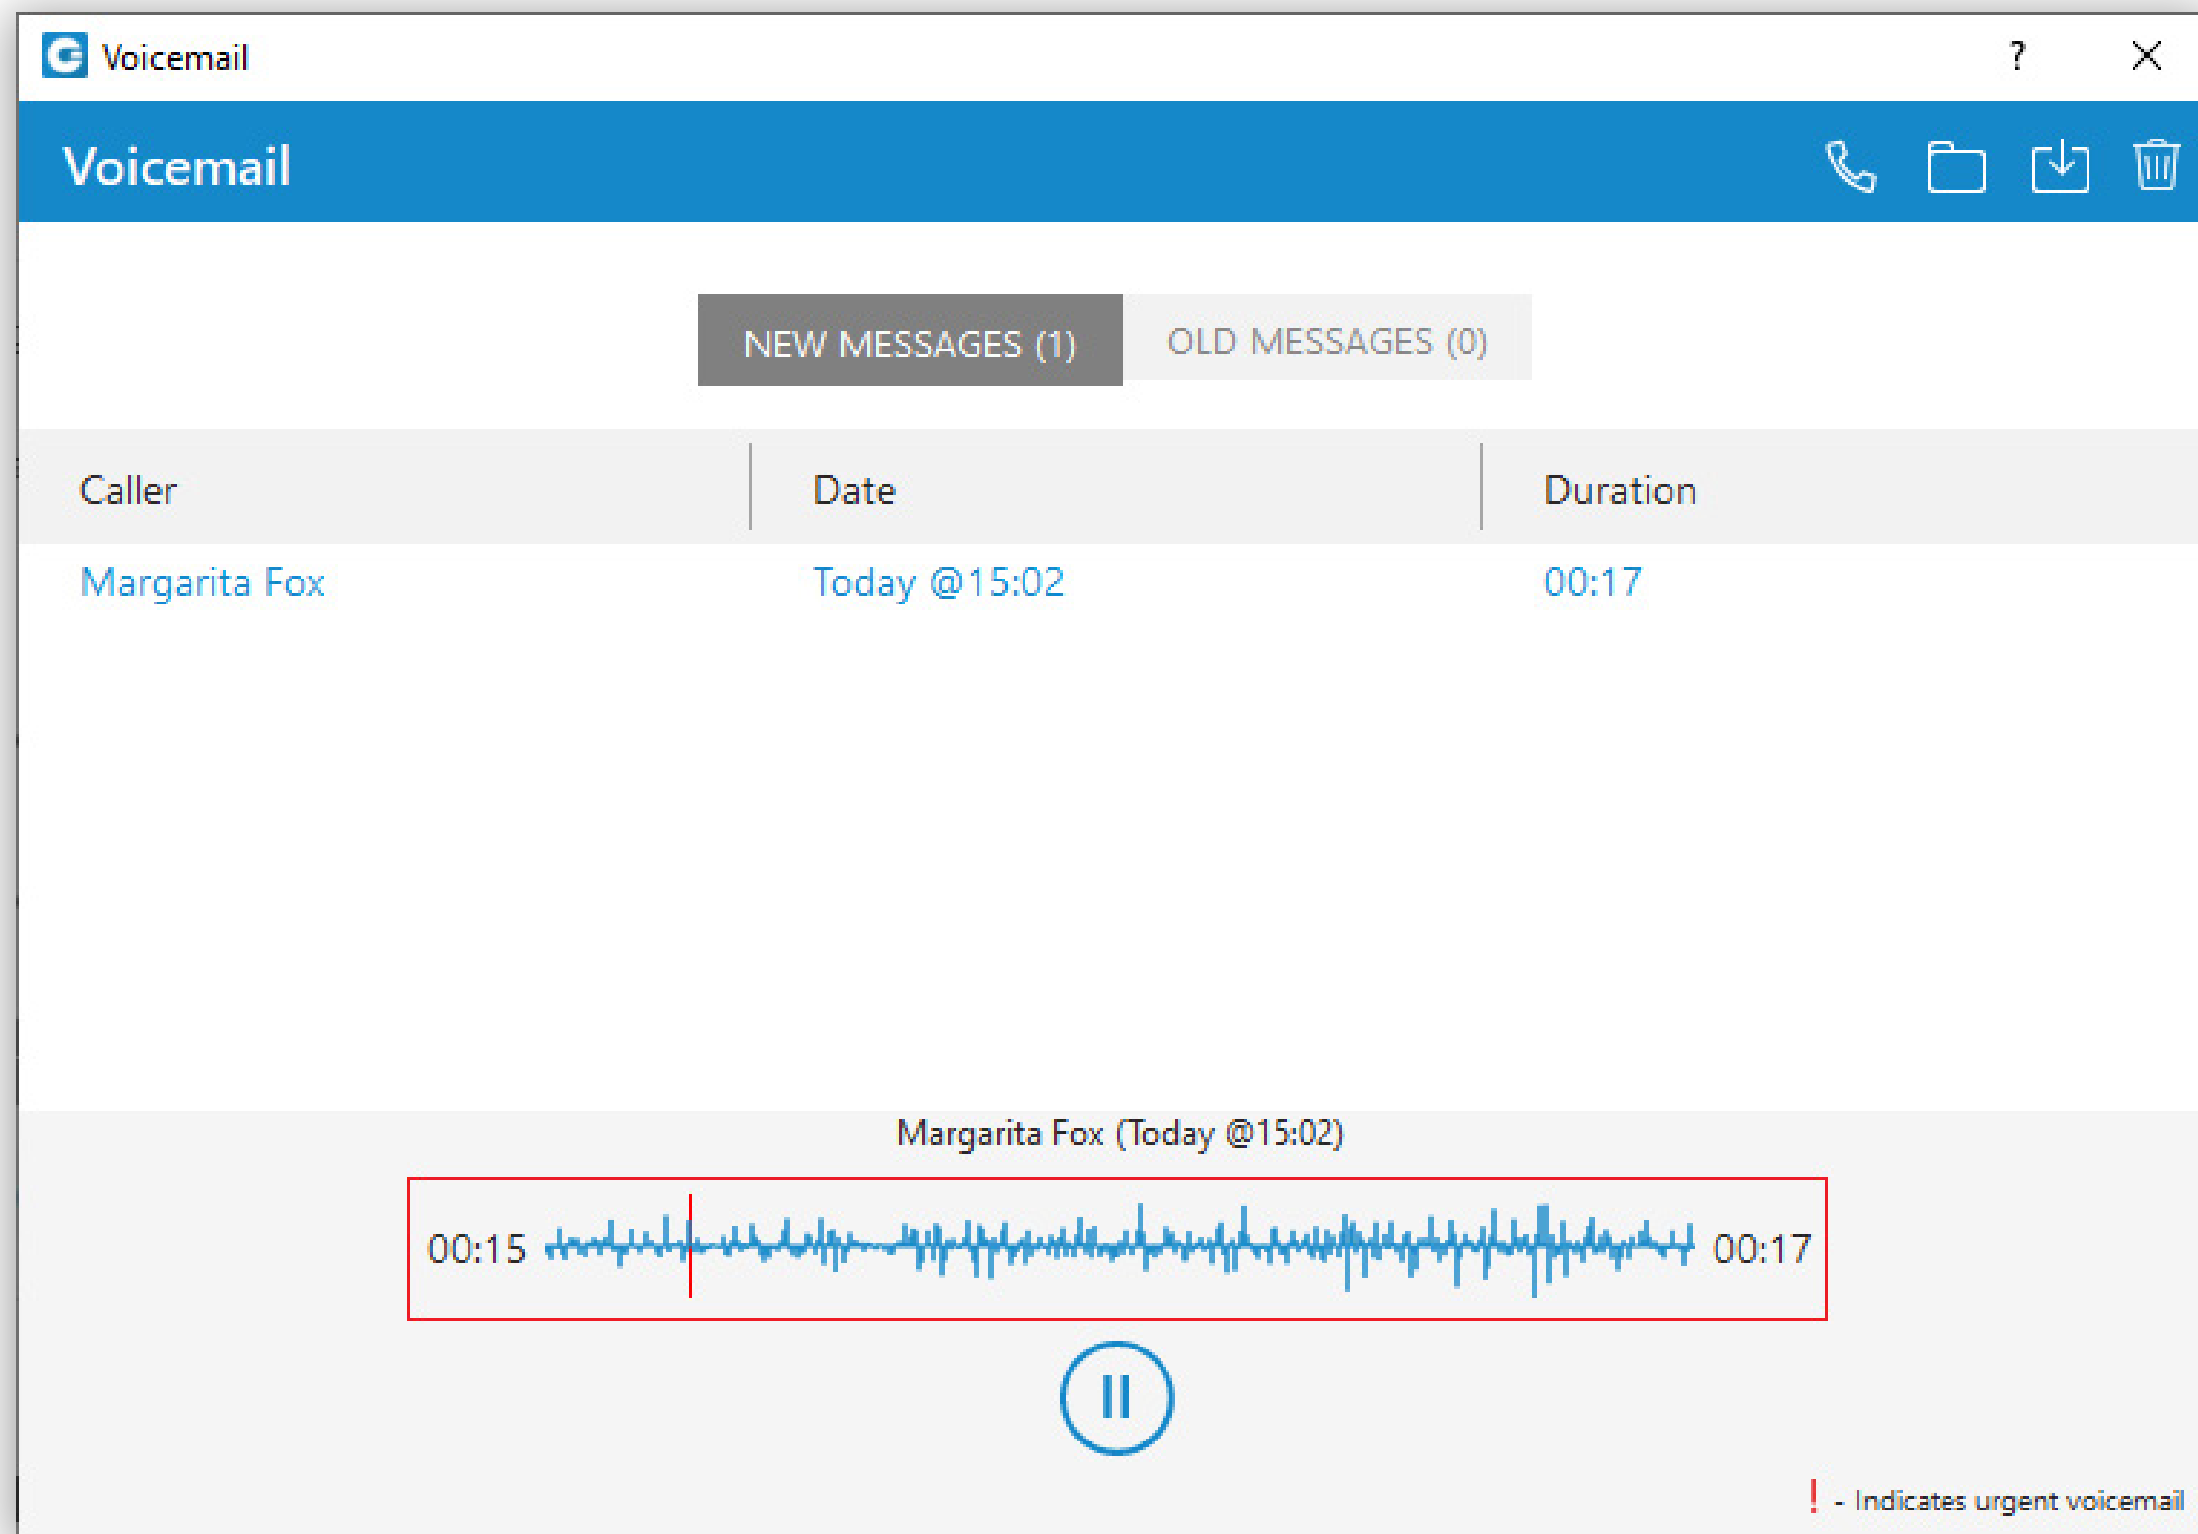 Voicemail
?
Voicemail
NEW MESSAGES (1) OLD MESSAGES (0)
Caller Date Duration
Margarita Fox Today @15:02 00:17
Margarita Fox (Today @15:02)
00:15 00:17
! - Indicates urgent voicemail